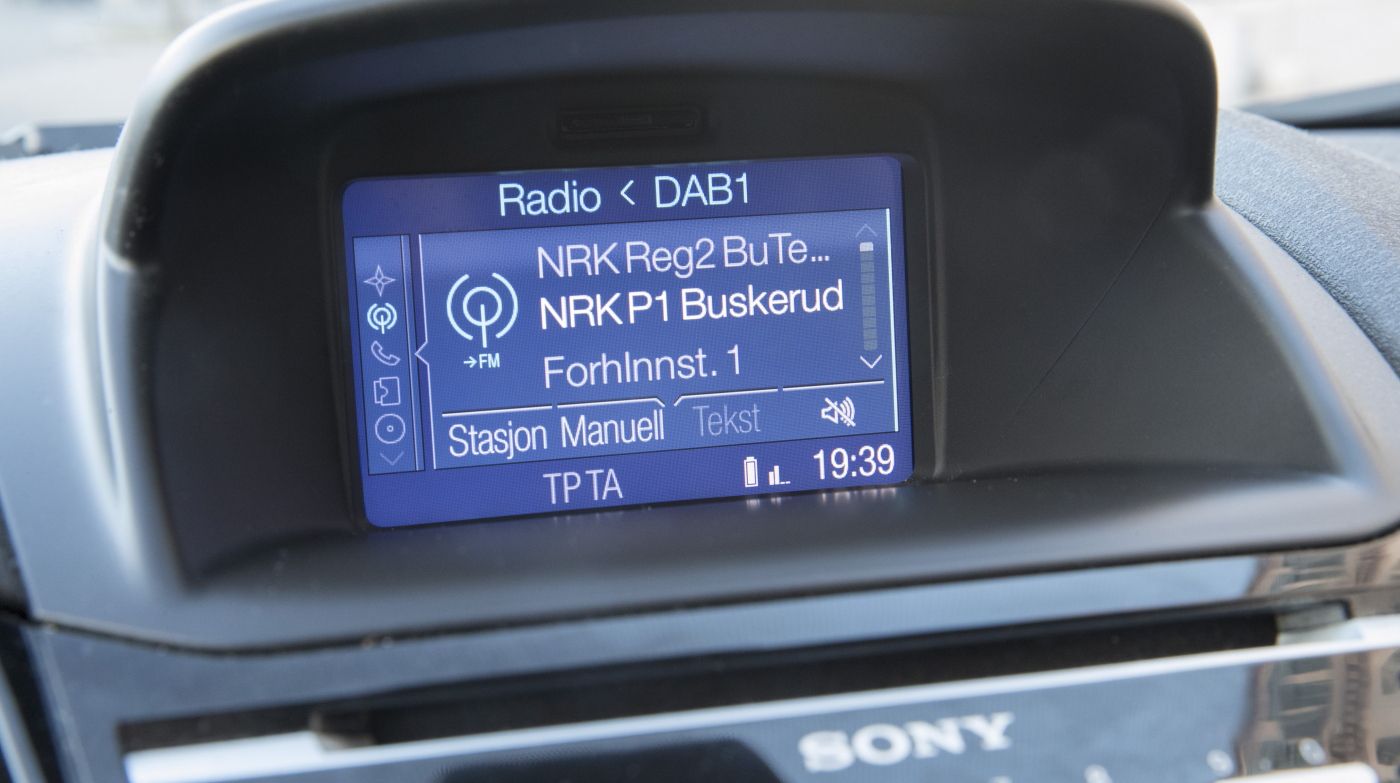 Radio < DAB1
NRK Reg2 BuTe...
NRK P1 Buskerud
→FM
ForhInnst. 1
Stasjon Manuell Tekst
TP TA 19:39
SONY